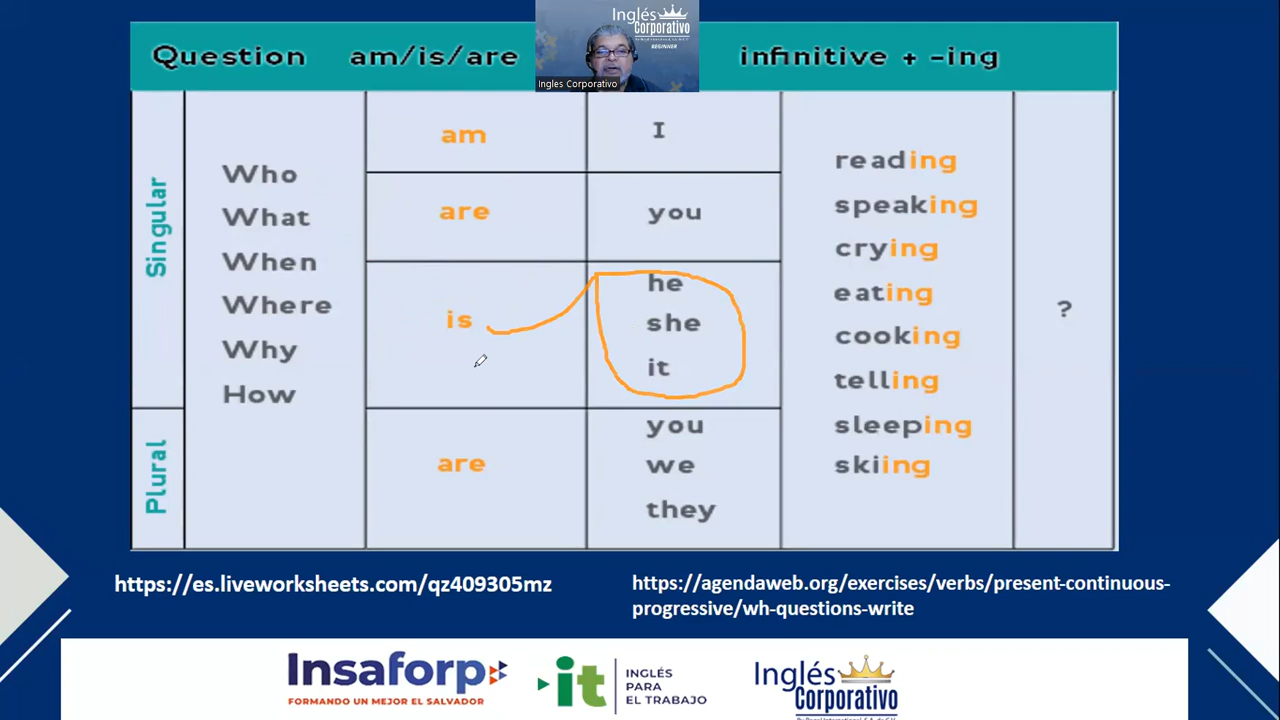 Inglés
Corporativo
BEGINNER
Ingles Corporativo
Question am/is/are infinitive + -ing
Singular
Plural
Who
What
When
Where
Why
How
am
are
is
are
I
you
he
she
it
you
we
they
reading
speaking
crying
eating
cooking
telling
sleeping
skiing
?
https://es.liveworksheets.com/qz409305mz
https://agendaweb.org/exercises/verbs/present-continuous-
progressive/wh-questions-write
Insaforp
FORMANDO UN MEJOR EL SALVADOR
it
INGLÉS
PARA
EL TRABAJO
Inglés
Corporativo